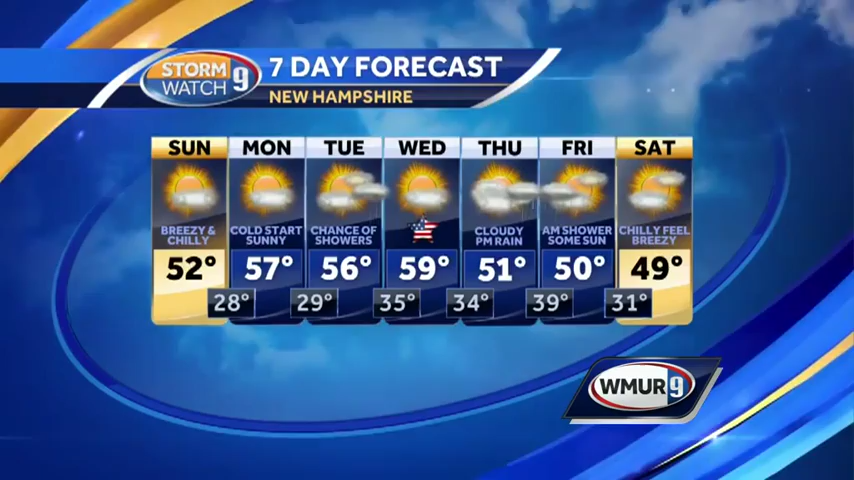 STORM
WATCH 9
7 DAY FORECAST
NEW HAMPSHIRE
SUN MON TUE WED THU FRI SAT
BREEZY & COLD START CHANCE OF CLOUDY AM SHOWER CHILLY FEEL
CHILLY SUNNY SHOWERS PM RAIN SOME SUN BREEZY
52° 57° 56° 59° 51° 50° 49°
28° 29° 35° 34° 39° 31°
WMUR 9